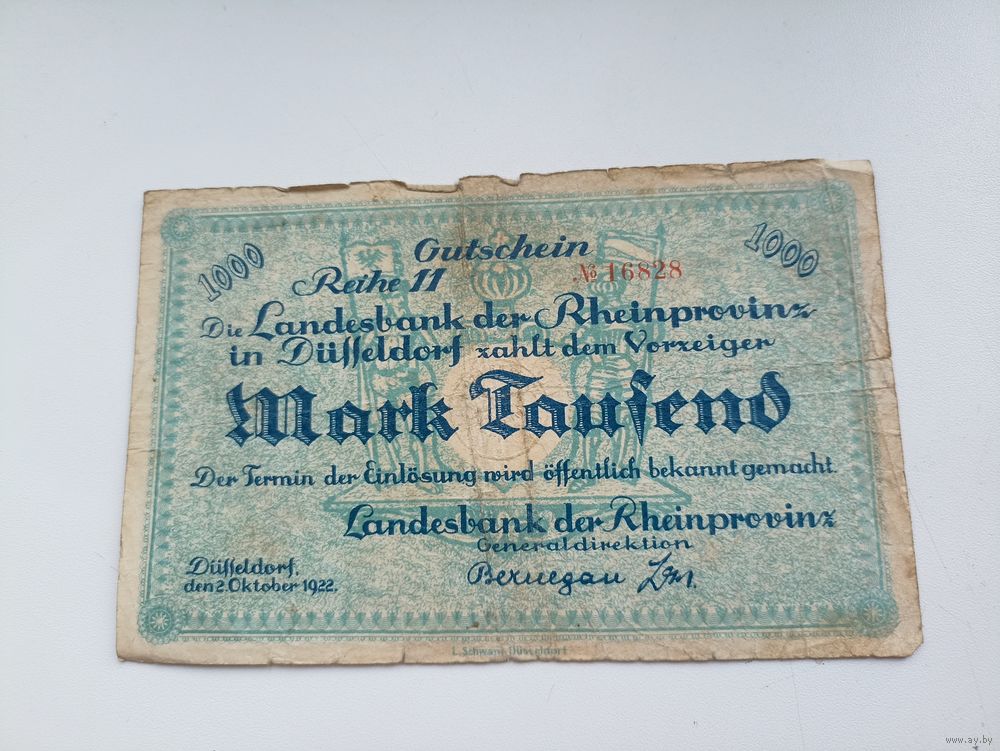 Gutschein
1000
1000
Reihe 11
№ 16828
Die Landesbank der Rheinprovinz
in Düsseldorf zahlt dem Vorzeiger
Mark Tausend
Der Termin der Einlösung wird öffentlich bekannt gemacht.
Landesbank der Rheinprovinz
Generaldirektion
Düsseldorf,
den 2. Oktober 1922.
Bernegau
L. Schwann Düsseldorf
www.ay.by